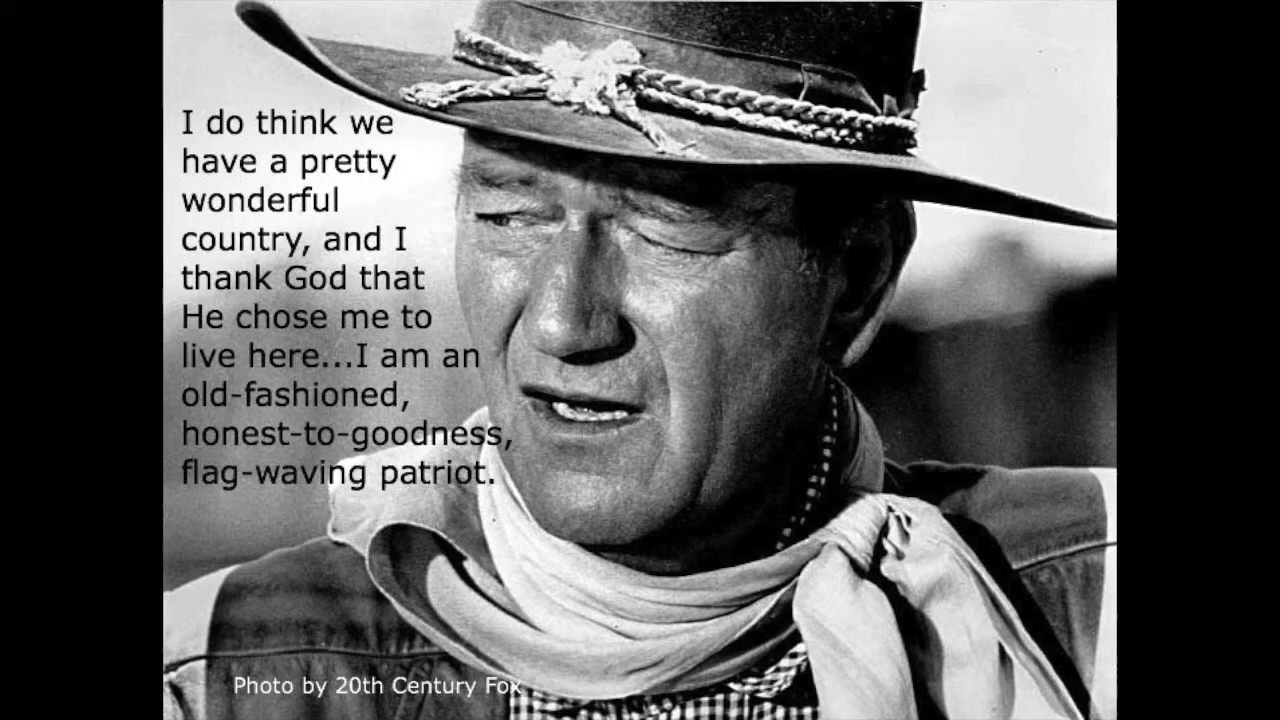 I do think we
have a pretty
wonderful
country, and I
thank God that
He chose me to
live here...I am an
old-fashioned,
honest-to-goodness,
flag-waving patriot.
Photo by 20th Century Fox